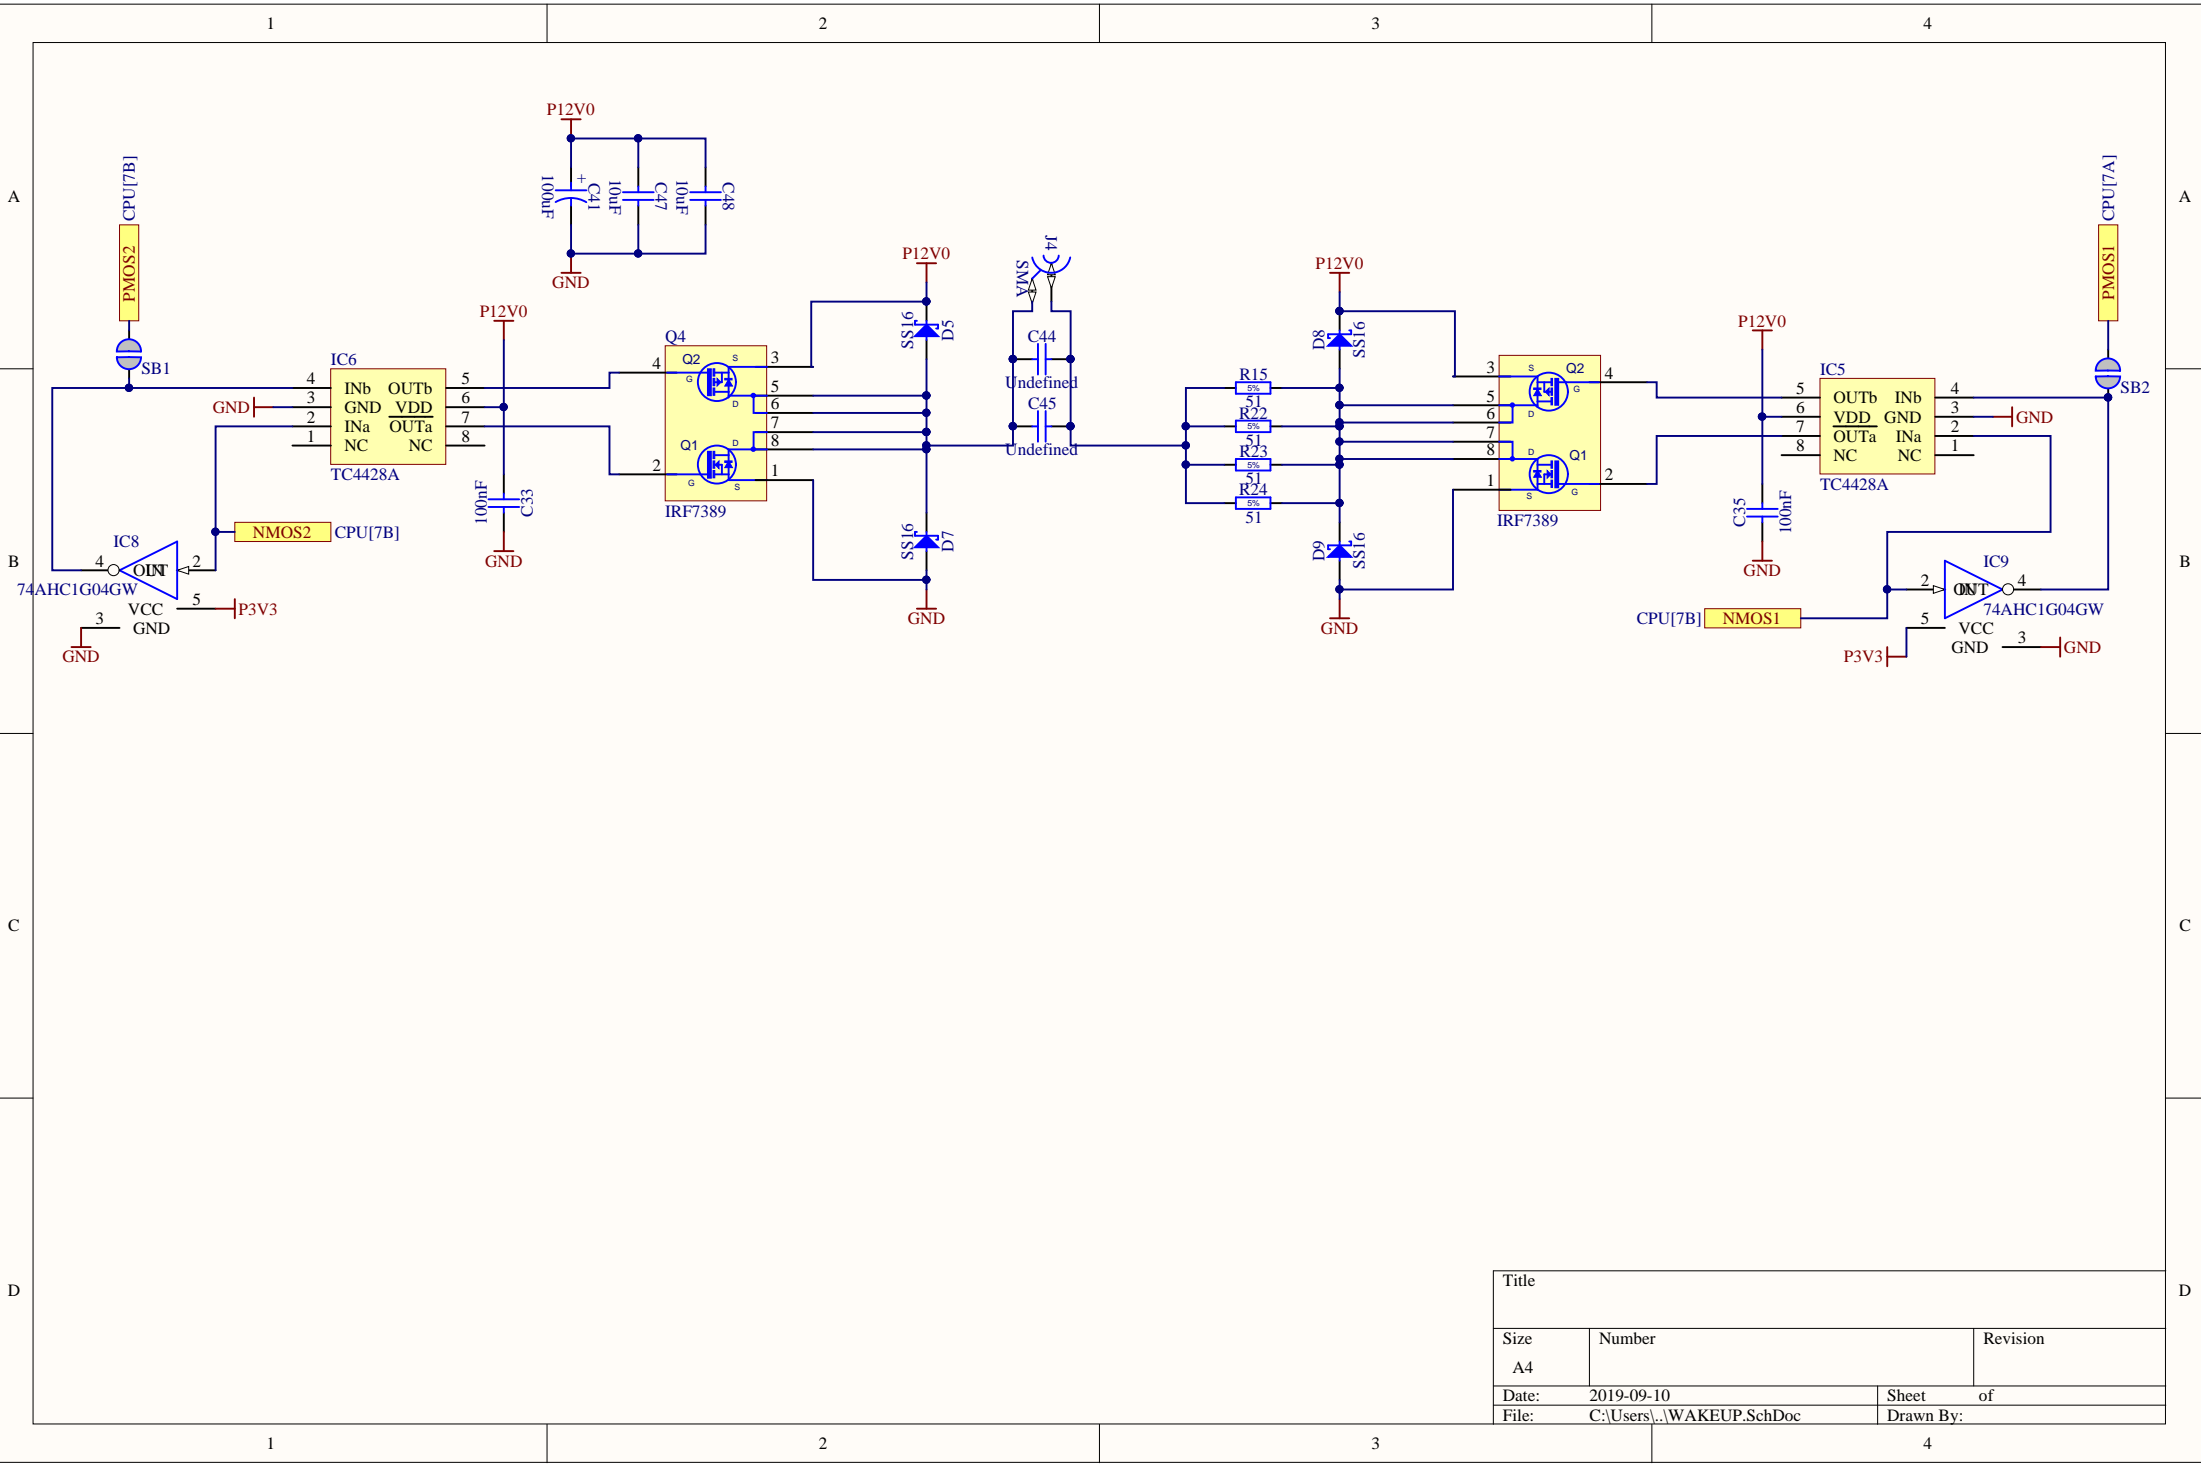 1 2 3 4
A A
B B
C C
D D
1 2 3 4
CPU[7B]
PMOS2
SB1
P12V0
100uF
+
C41
10uF
C47
10uF
C48
GND
IC6
4 INb OUTb 5
GND 3 GND VDD 6
2 INa OUTa 7
1 NC NC 8
TC4428A
P12V0
100nF
C33
GND
NMOS2 CPU[7B]
IC8
4 OUT IN 2
74AHC1G04GW
VCC 5 P3V3
3 GND
GND
Q4
4 Q2 S 3
G
D 5
6
7
Q1 D 8
2 1
G S
IRF7389
P12V0
SS16
D5
SS16
D7
GND
J4
SMA
C44
Undefined
C45
Undefined
R15
5%
51
R22
5%
51
R23
5%
51
R24
5%
51
P12V0
D8
SS16
D9
SS16
GND
3 S Q2 4
G
5 D
6
7
8 D Q1
1 2
S G
IRF7389
P12V0
C35
100nF
GND
IC5
5 OUTb INb 4
6 VDD GND 3 GND
7 OUTa INa 2
8 NC NC 1
TC4428A
CPU[7A]
PMOS1
SB2
IC9
2 IN OUT 4
74AHC1G04GW
CPU[7B] NMOS1
5 VCC
P3V3
GND 3 GND
Title
Size Number Revision
A4
Date: 2019-09-10 Sheet of
File: C:\Users\..\WAKEUP.SchDoc Drawn By: